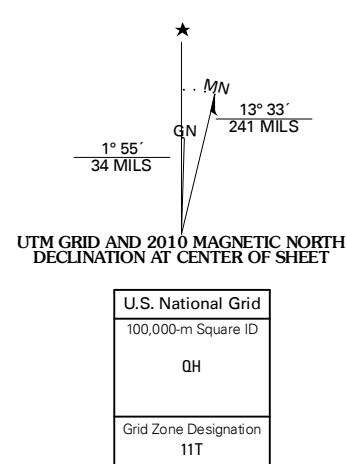 MN
GN
13° 33´
241 MILS
1° 55´
34 MILS
UTM GRID AND 2010 MAGNETIC NORTH
DECLINATION AT CENTER OF SHEET
U.S. National Grid
100,000-m Square ID
QH
Grid Zone Designation
11T